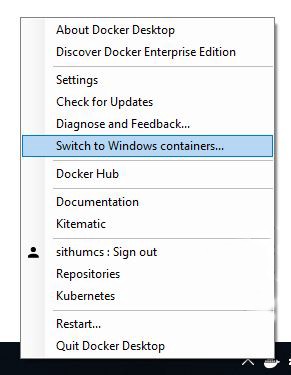 About Docker Desktop
Discover Docker Enterprise Edition
Settings
Check for Updates
Diagnose and Feedback...
Switch to Windows containers...
Docker Hub
Documentation
Kitematic
sithumcs : Sign out
Repositories
Kubernetes
Restart...
Quit Docker Desktop